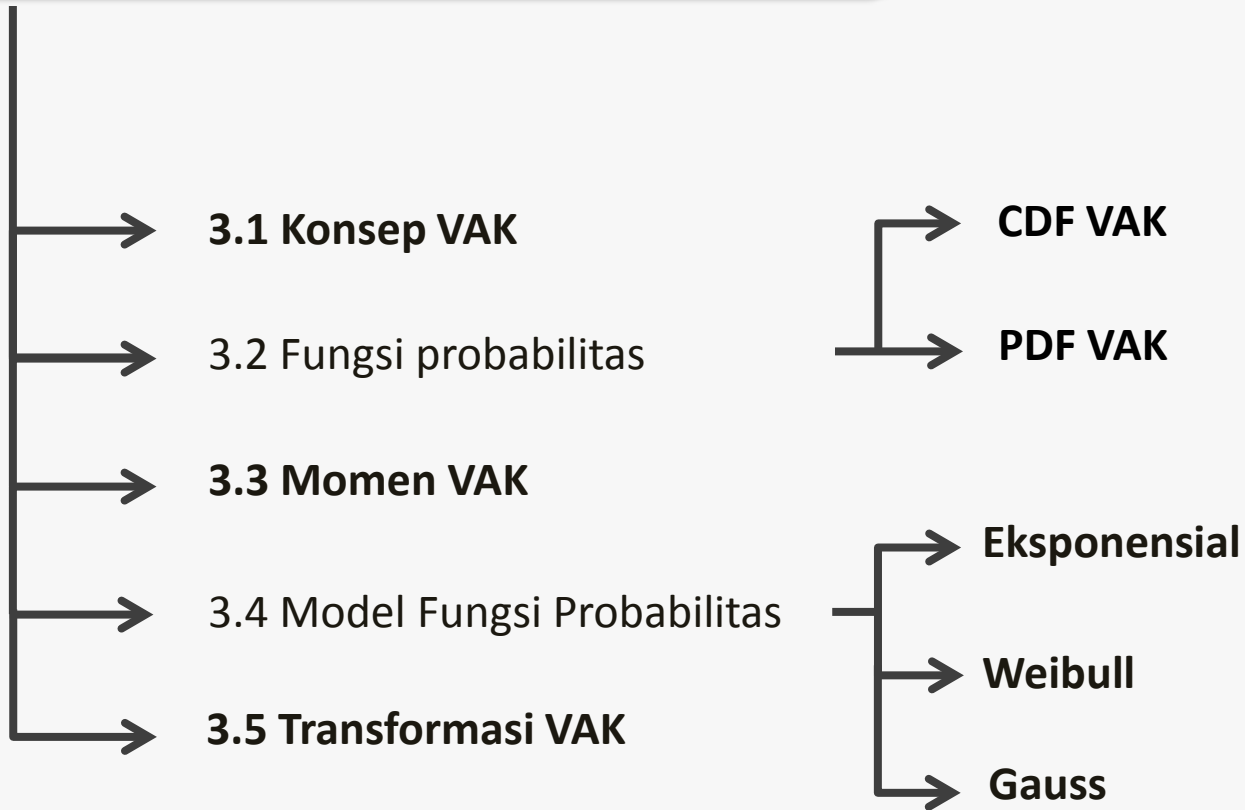 3.1 Konsep VAK
CDF VAK
3.2 Fungsi probabilitas
PDF VAK
3.3 Momen VAK
3.4 Model Fungsi Probabilitas
Eksponensial
Weibull
3.5 Transformasi VAK
Gauss